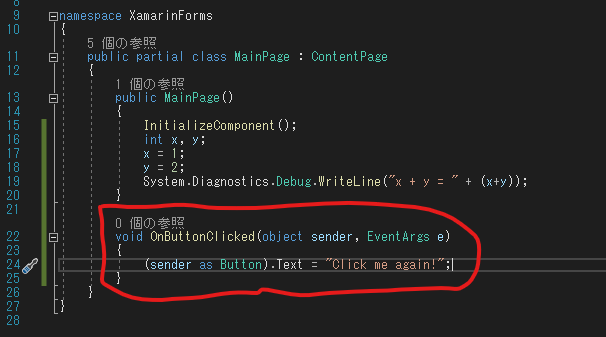 8
9 namespace XamarinForms
10 {
5 個の参照
11 public partial class MainPage : ContentPage
12 {
1 個の参照
13 public MainPage()
14 {
15 InitializeComponent();
16 int x, y;
17 x = 1;
18 y = 2;
19 System.Diagnostics.Debug.WriteLine("x + y = " + (x+y));
20 }
21
0 個の参照
22 void OnButtonClicked(object sender, EventArgs e)
23 {
24 (sender as Button).Text = "Click me again!";
25 }
26 }
27 }
28